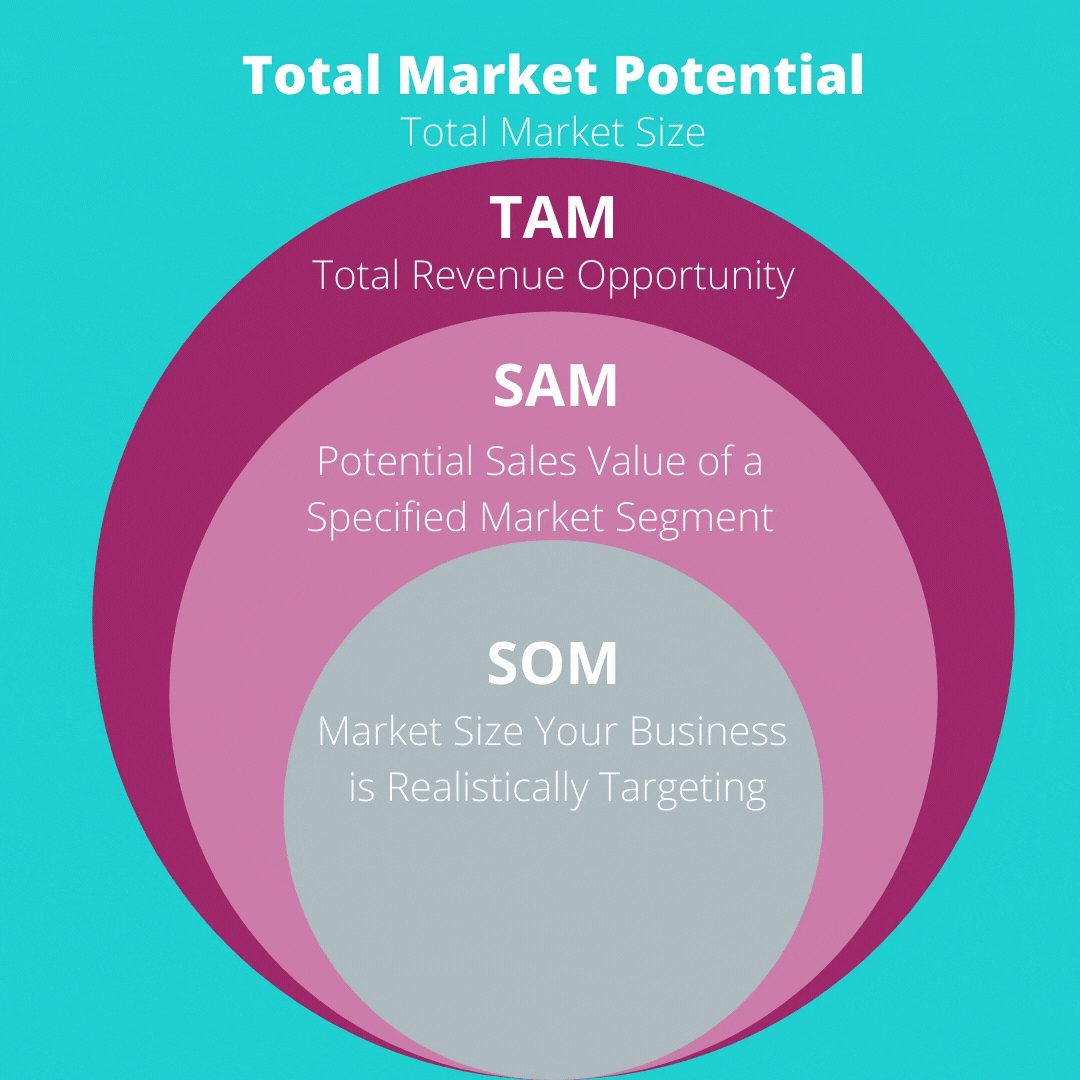 Total Market Potential
Total Market Size
TAM
Total Revenue Opportunity
SAM
Potential Sales Value of a
Specified Market Segment
SOM
Market Size Your Business
is Realistically Targeting